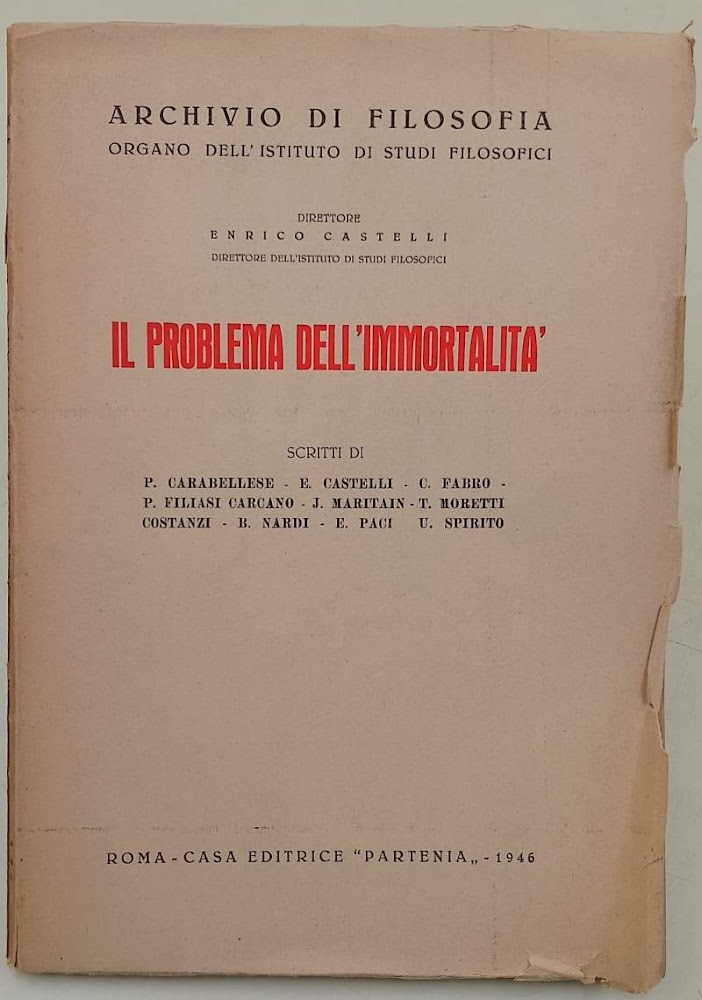 ARCHIVIO DI FILOSOFIA
ORGANO DELL'ISTITUTO DI STUDI FILOSOFICI
DIRETTORE
ENRICO CASTELLI
DIRETTORE DELL'ISTITUTO DI STUDI FILOSOFICI
IL PROBLEMA DELL'IMMORTALITA'
SCRITTI DI
P. CARABELLESE - E. CASTELLI - C. FABRO -
P. FILIASI CARCANO - J. MARITAIN - T. MORETTI
COSTANZI - B. NARDI - E. PACI U. SPIRITO
ROMA - CASA EDITRICE "PARTENIA„ - 1946